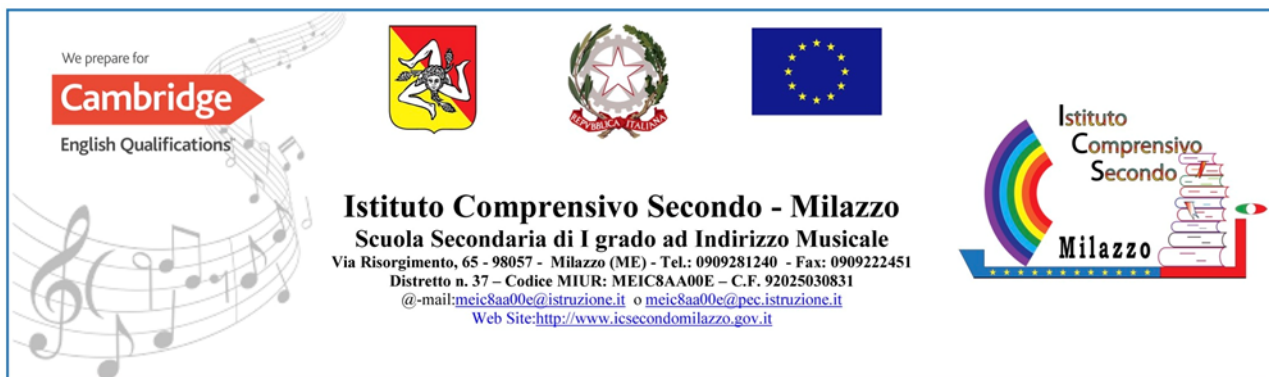 We prepare for
Cambridge
English Qualifications
REPVBBLICA ITALIANA
Istituto
Comprensivo
Secondo
Milazzo
Istituto Comprensivo Secondo - Milazzo
Scuola Secondaria di I grado ad Indirizzo Musicale
Via Risorgimento, 65 - 98057 - Milazzo (ME) - Tel.: 0909281240 - Fax: 0909222451
Distretto n. 37 – Codice MIUR: MEIC8AA00E – C.F. 92025030831
@-mail:meic8aa00e@istruzione.it o meic8aa00e@pec.istruzione.it
Web Site:http://www.icsecondomilazzo.gov.it